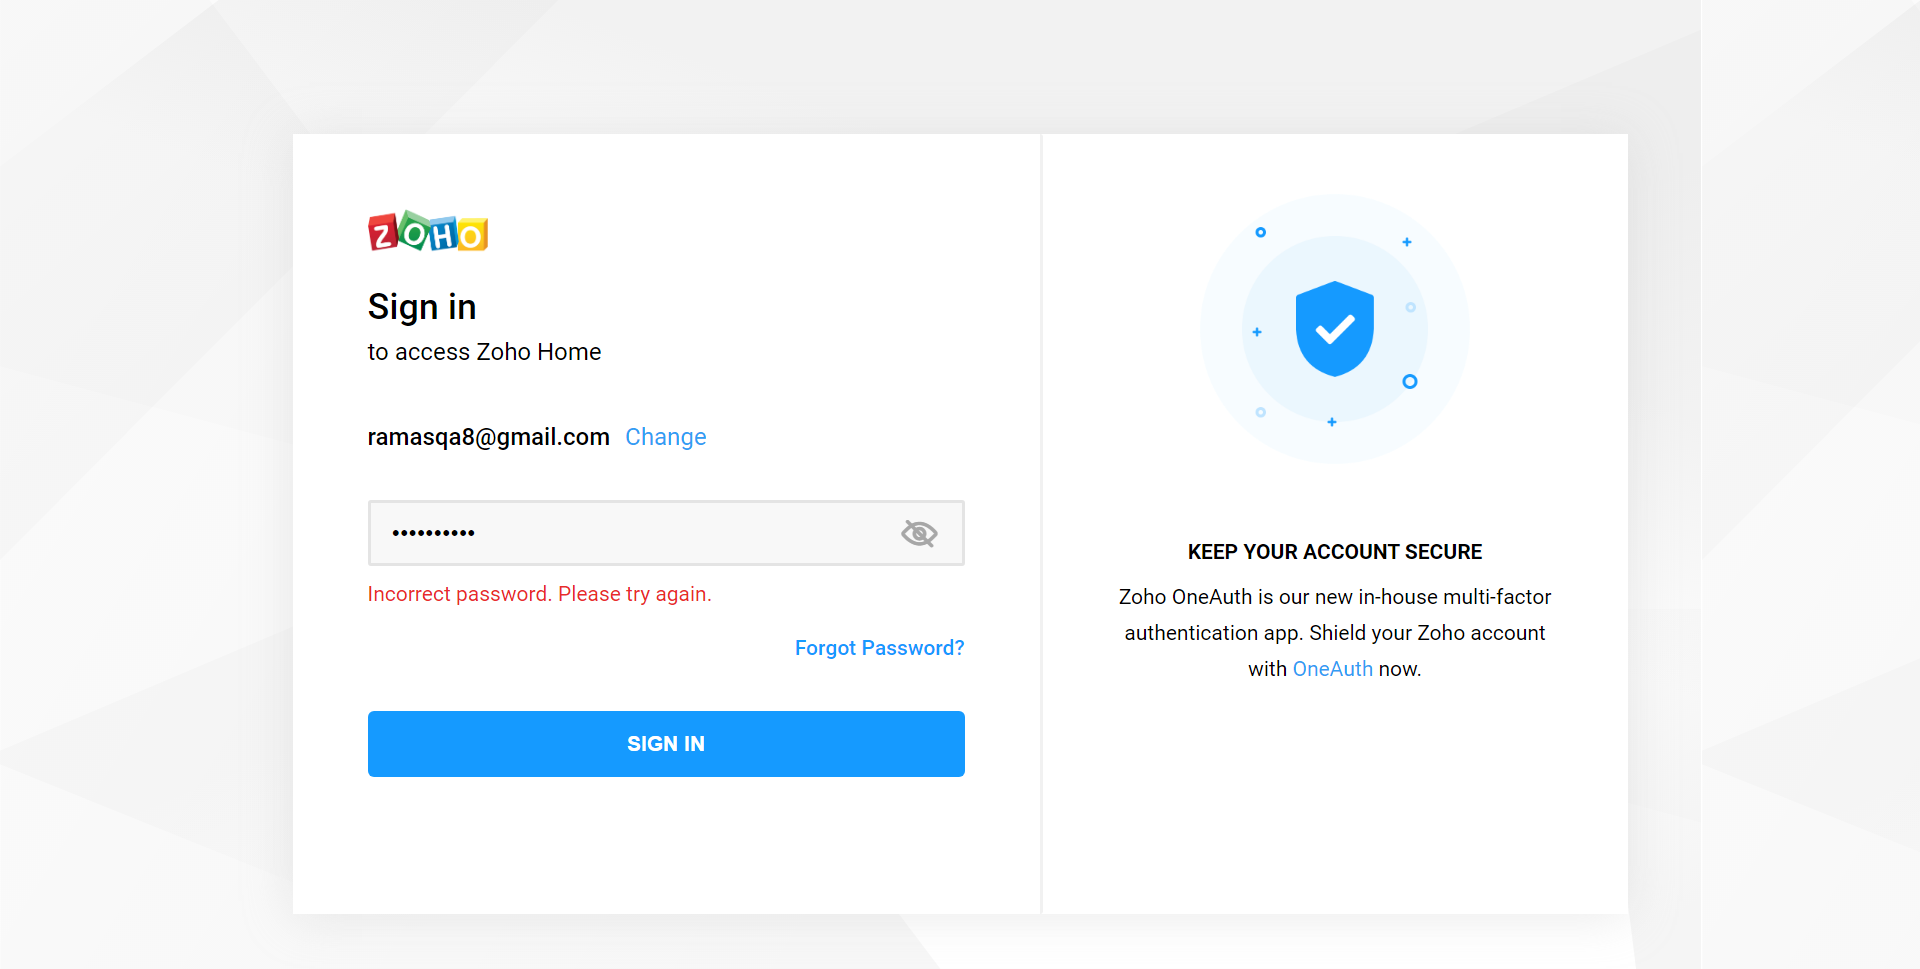 ZOHO
Sign in
to access Zoho Home
ramasqa8@gmail.com Change
••••••••••
Incorrect password. Please try again.
Forgot Password?
SIGN IN
KEEP YOUR ACCOUNT SECURE
Zoho OneAuth is our new in-house multi-factor
authentication app. Shield your Zoho account
with OneAuth now.